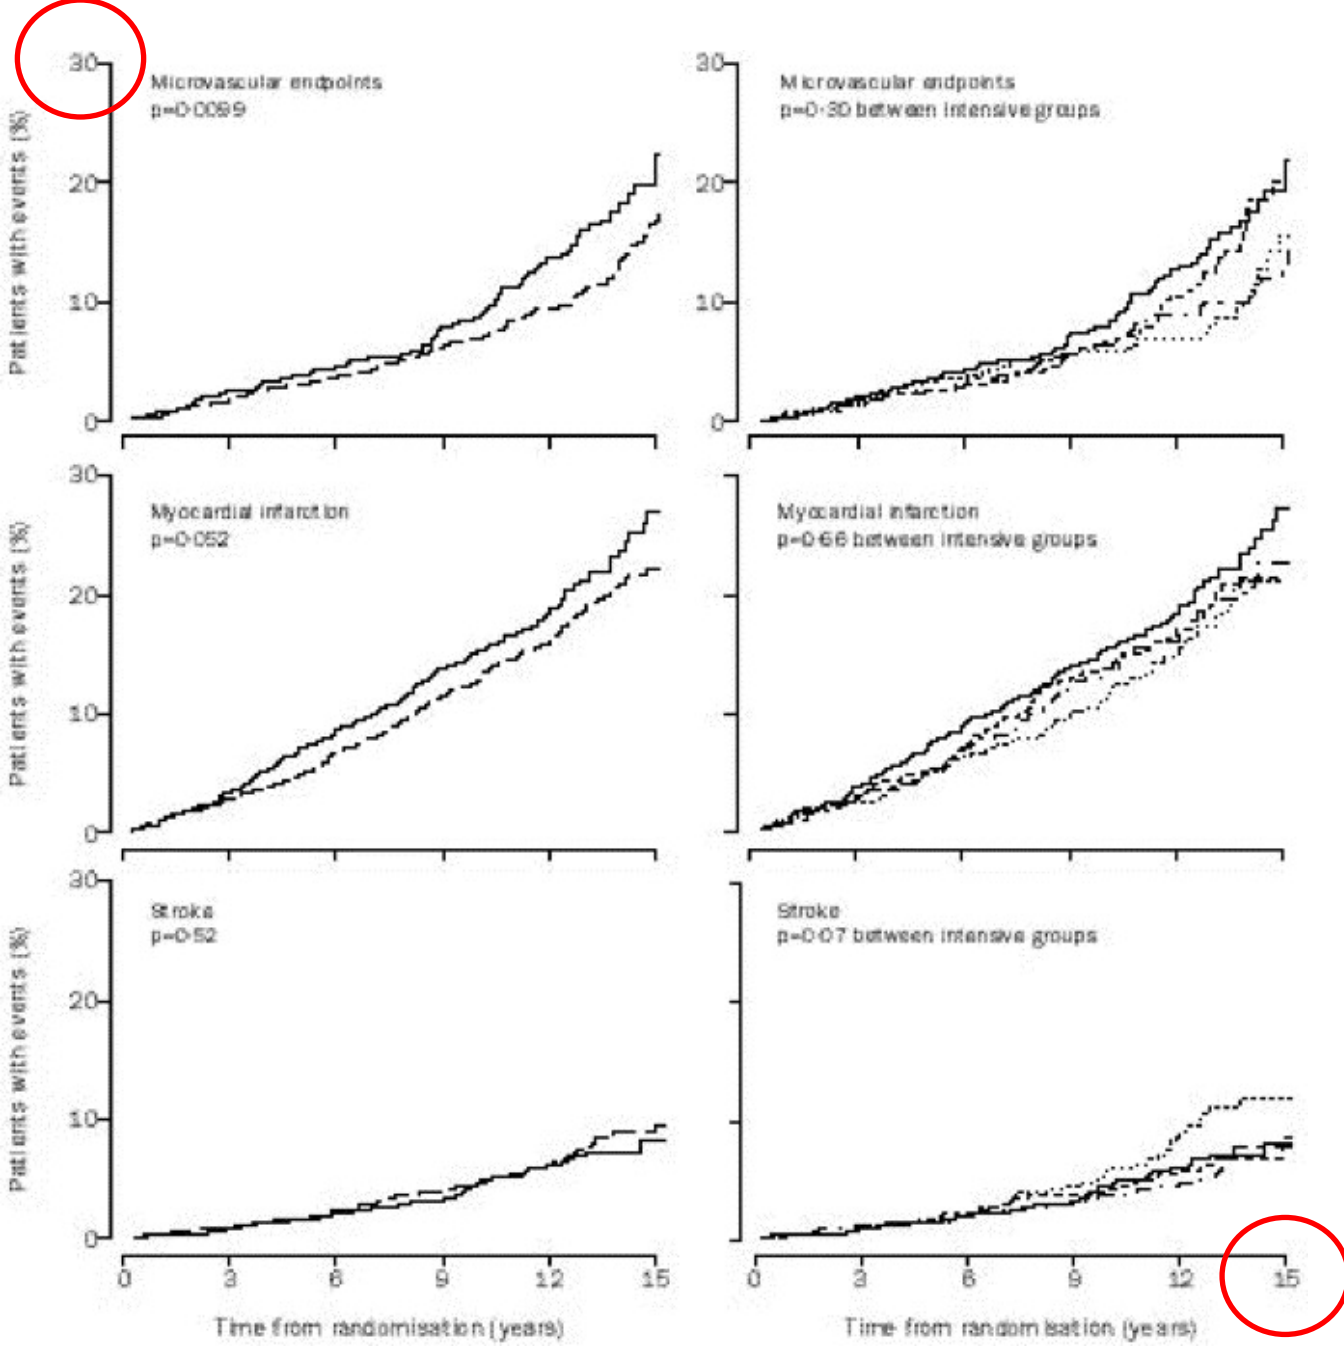 30
20
10
0
Patients with events (%)
Microvascular endpoints
p=0·0099
30
20
10
0
Microvascular endpoints
p=0·30 between intensive groups
30
20
10
0
Patients with events (%)
Myocardial infarction
p=0·052
Myocardial infarction
p=0·66 between intensive groups
30
20
10
0
Patients with events (%)
Stroke
p=0·52
Stroke
p=0·07 between intensive groups
0 3 6 9 12 15
Time from randomisation (years)
0 3 6 9 12 15
Time from randomisation (years)